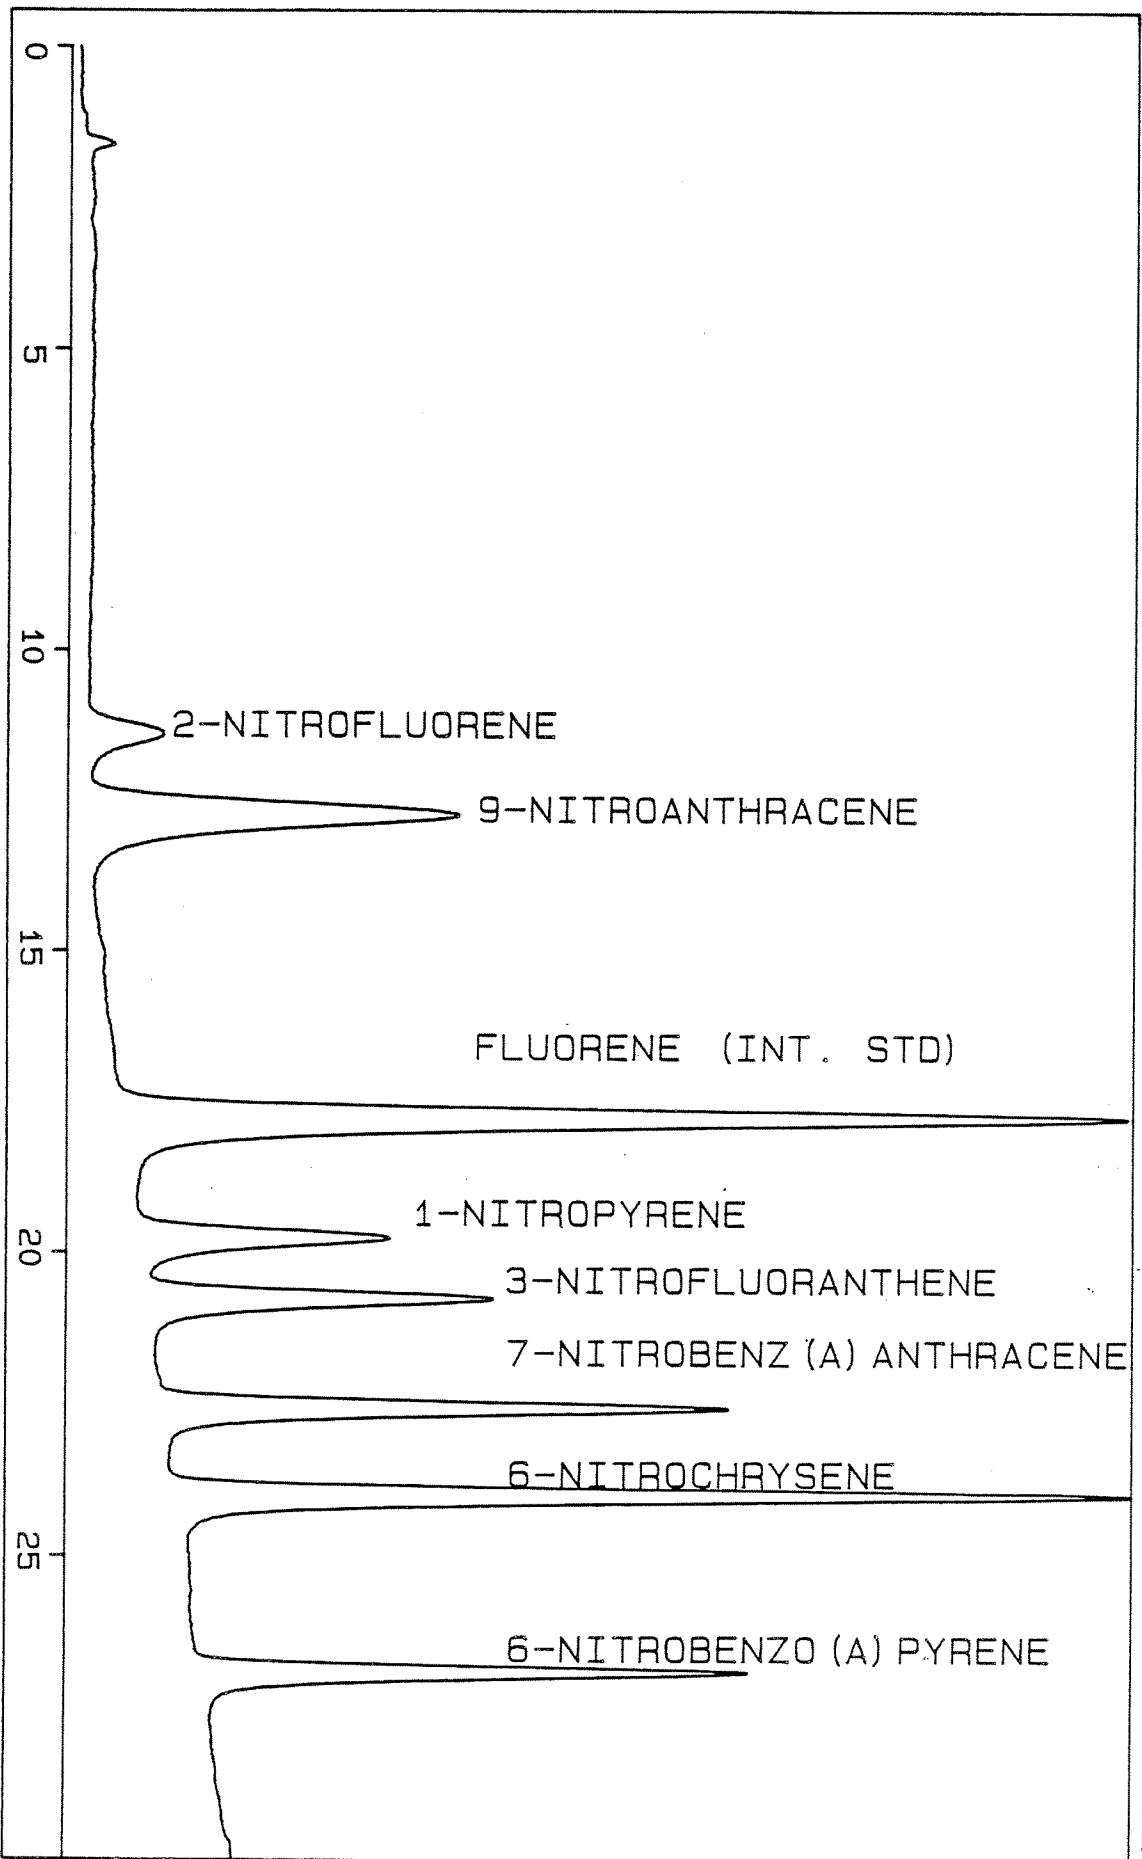 0
5
10
2-NITROFLUORENE
9-NITROANTHRACENE
15
FLUORENE (INT. STD)
1-NITROPYRENE
20
3-NITROFLUORANTHENE
7-NITROBENZ (A) ANTHRACENE
6-NITROCHRYSENE
25
6-NITROBENZO (A) PYRENE